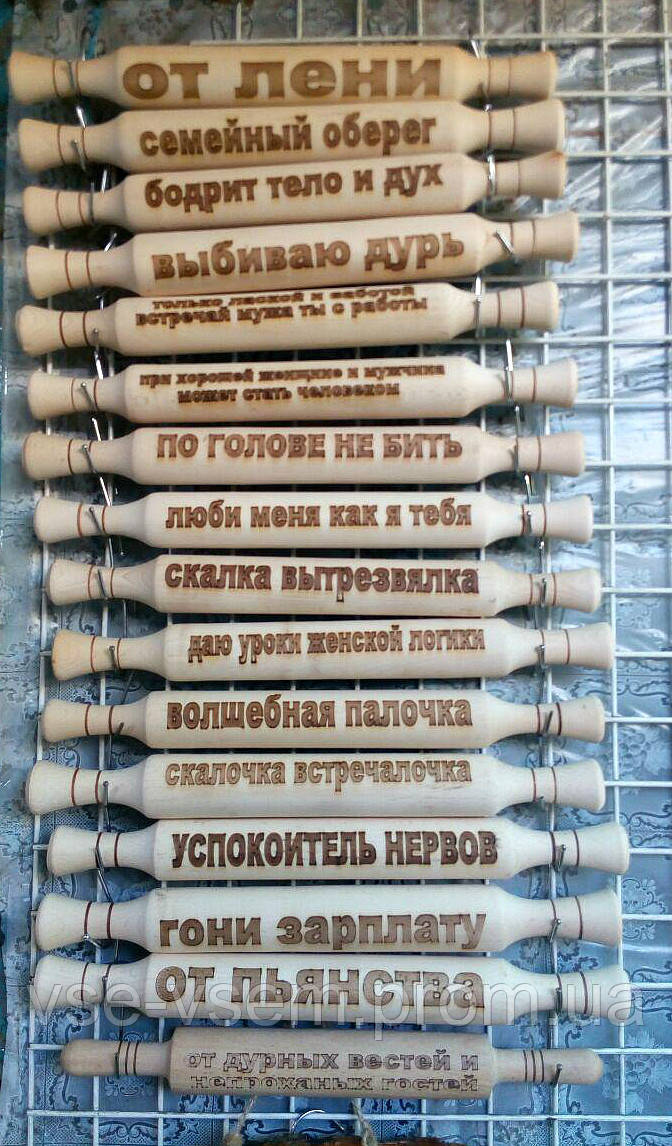 от лени
семейный оберег
бодрит тело и дух
выбиваю дурь
только лаской и заботой
встречай мужа ты с работы
при хорошей женщине и мужчина
может стать человеком
ПО ГОЛОВЕ НЕ БИТЬ
люби меня как я тебя
скалка вытрезвялка
даю уроки женской логики
волшебная палочка
скалочка встречалочка
УСПОКОИТЕЛЬ НЕРВОВ
гони зарплату
от пьянства
vse-vsem.prom.ua
от дурных вестей и
непроханых гостей